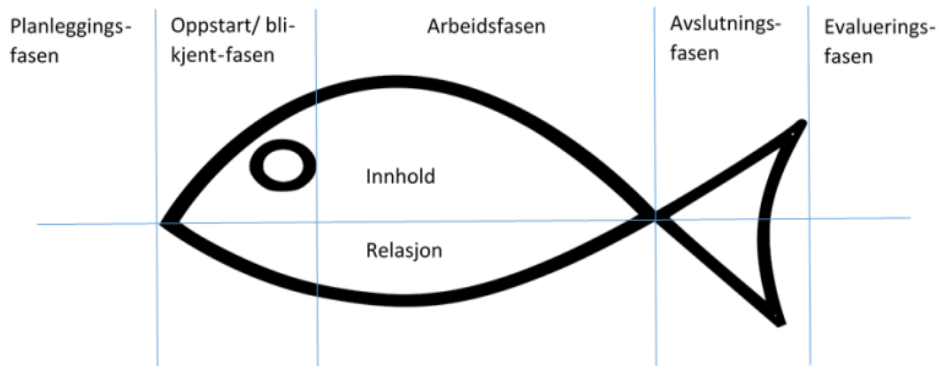 Planleggings-
fasen
Oppstart/ bli-
kjent-fasen
Arbeidsfasen
Avslutnings-
fasen
Evaluerings-
fasen
Innhold
Relasjon